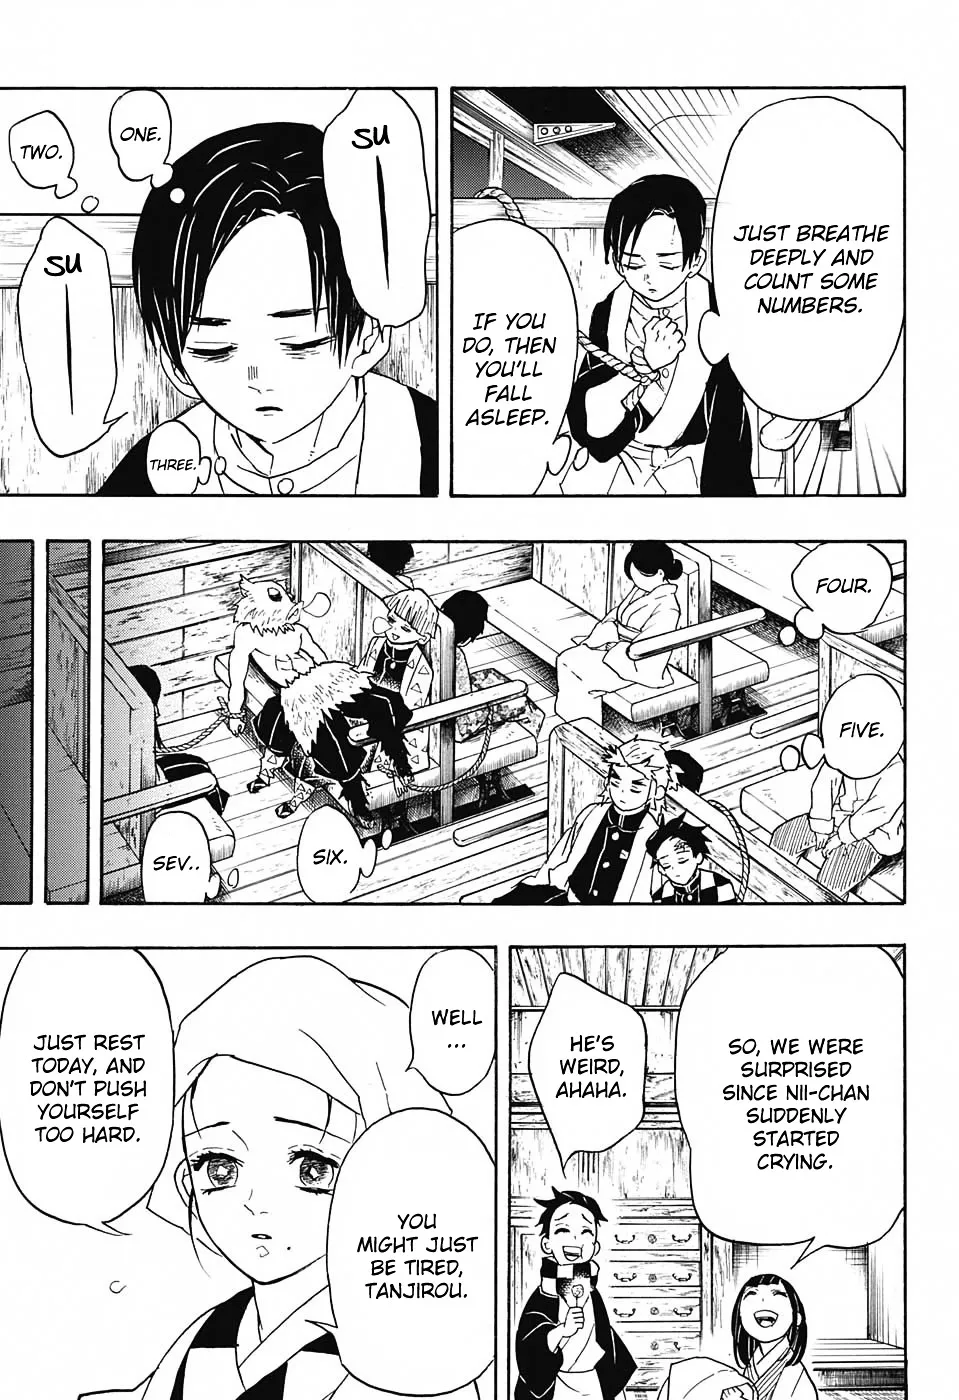 JUST BREATHE
DEEPLY AND
COUNT SOME
NUMBERS.
IF YOU
DO, THEN
YOU'LL
FALL
ASLEEP.
SU
ONE.
TWO.
SU
THREE.
FOUR.
FIVE.
SIX.
SEV..
SO, WE WERE
SURPRISED
SINCE NII-CHAN
SUDDENLY
STARTED
CRYING.
HE'S
WEIRD,
AHAHA.
WELL
...
YOU
MIGHT JUST
BE TIRED,
TANJIROU.
JUST REST
TODAY, AND
DON'T PUSH
YOURSELF
TOO HARD.